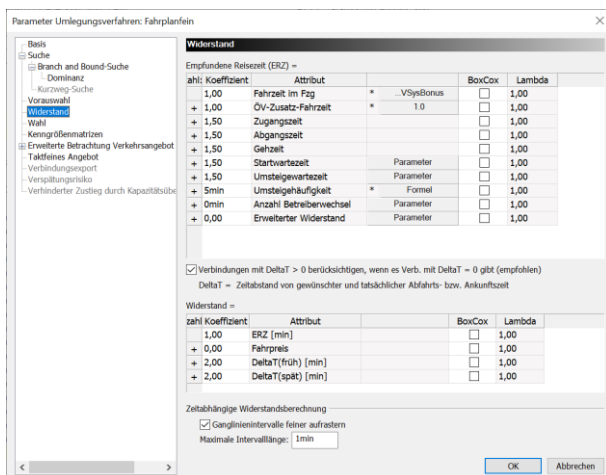 Parameter Umlegungsverfahren: Fahrplanfein
Basis
Suche
Branch and Bound-Suche
Dominanz
Kurzweg-Suche
Vorauswahl
Widerstand
Wahl
Kenngrößenmatrizen
Erweiterte Betrachtung Verkehrsangebot
Taktfeines Angebot
Verbindungsexport
Verspätungsrisiko
Verhinderter Zustieg durch Kapazitätsübe
Widerstand
Empfundene Reisezeit (ERZ) =
ahl: Koeffizient Attribut BoxCox Lambda
1,00 Fahrzeit im Fzg * ...VSysBonus 1,00
+ 1,00 ÖV-Zusatz-Fahrzeit * 1.0 1,00
+ 1,50 Zugangszeit 1,00
+ 1,50 Abgangszeit 1,00
+ 1,50 Gehzeit 1,00
+ 1,50 Startwartezeit Parameter 1,00
+ 1,50 Umsteigewartezeit Parameter 1,00
+ 5min Umsteigehäufigkeit * Formel 1,00
+ 0min Anzahl Betreiberwechsel Parameter 1,00
+ 0,00 Erweiterter Widerstand Parameter 1,00
Verbindungen mit DeltaT > 0 berücksichtigen, wenn es Verb. mit DeltaT = 0 gibt (empfohlen)
DeltaT = Zeitabstand von gewünschter und tatsächlicher Abfahrts- bzw. Ankunftszeit
Widerstand =
zahl Koeffizient Attribut BoxCox Lambda
1,00 ERZ [min] 1,00
+ 0,00 Fahrpreis 1,00
+ 2,00 DeltaT(früh) [min] 1,00
+ 2,00 DeltaT(spät) [min] 1,00
Zeitabhängige Widerstandsberechnung
Ganglinienintervalle feiner aufrastern
Maximale Intervalllänge: 1min
OK Abbrechen